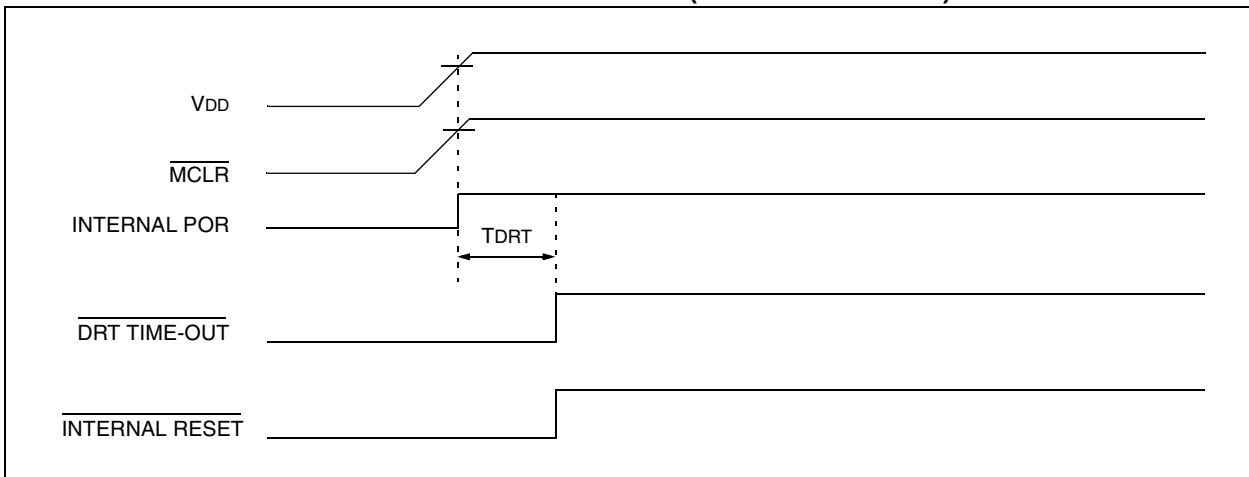 VDD
MCLR
INTERNAL POR
TDRT
DRT TIME-OUT
INTERNAL RESET